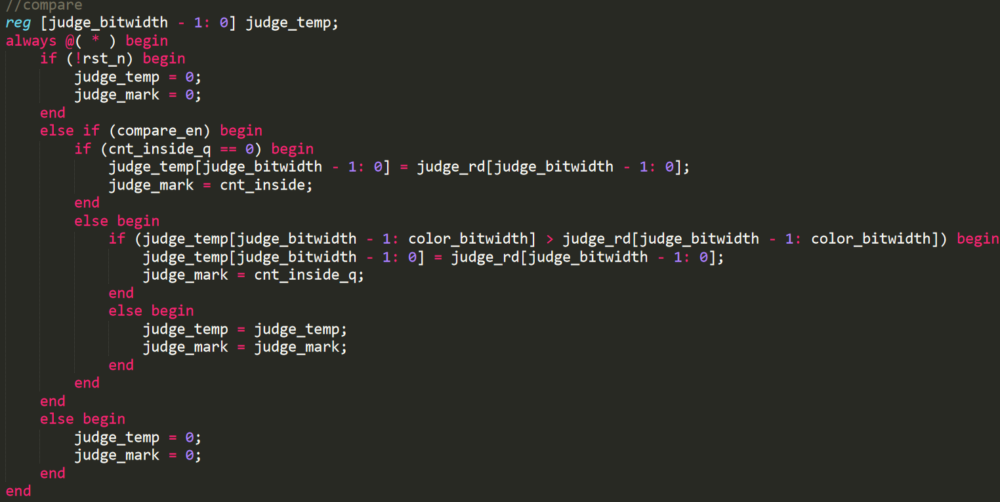 //compare
reg [judge_bitwidth - 1: 0] judge_temp;
always @( * ) begin
    if (!rst_n) begin
        judge_temp = 0;
        judge_mark = 0;
    end
    else if (compare_en) begin
        if (cnt_inside_q == 0) begin
            judge_temp[judge_bitwidth - 1: 0] = judge_rd[judge_bitwidth - 1: 0];
            judge_mark = cnt_inside;
        end
        else begin
            if (judge_temp[judge_bitwidth - 1: color_bitwidth] > judge_rd[judge_bitwidth - 1: color_bitwidth]) begin
                judge_temp[judge_bitwidth - 1: 0] = judge_rd[judge_bitwidth - 1: 0];
                judge_mark = cnt_inside_q;
            end
            else begin
                judge_temp = judge_temp;
                judge_mark = judge_mark;
            end
        end
    end
    else begin
        judge_temp = 0;
        judge_mark = 0;
    end
end